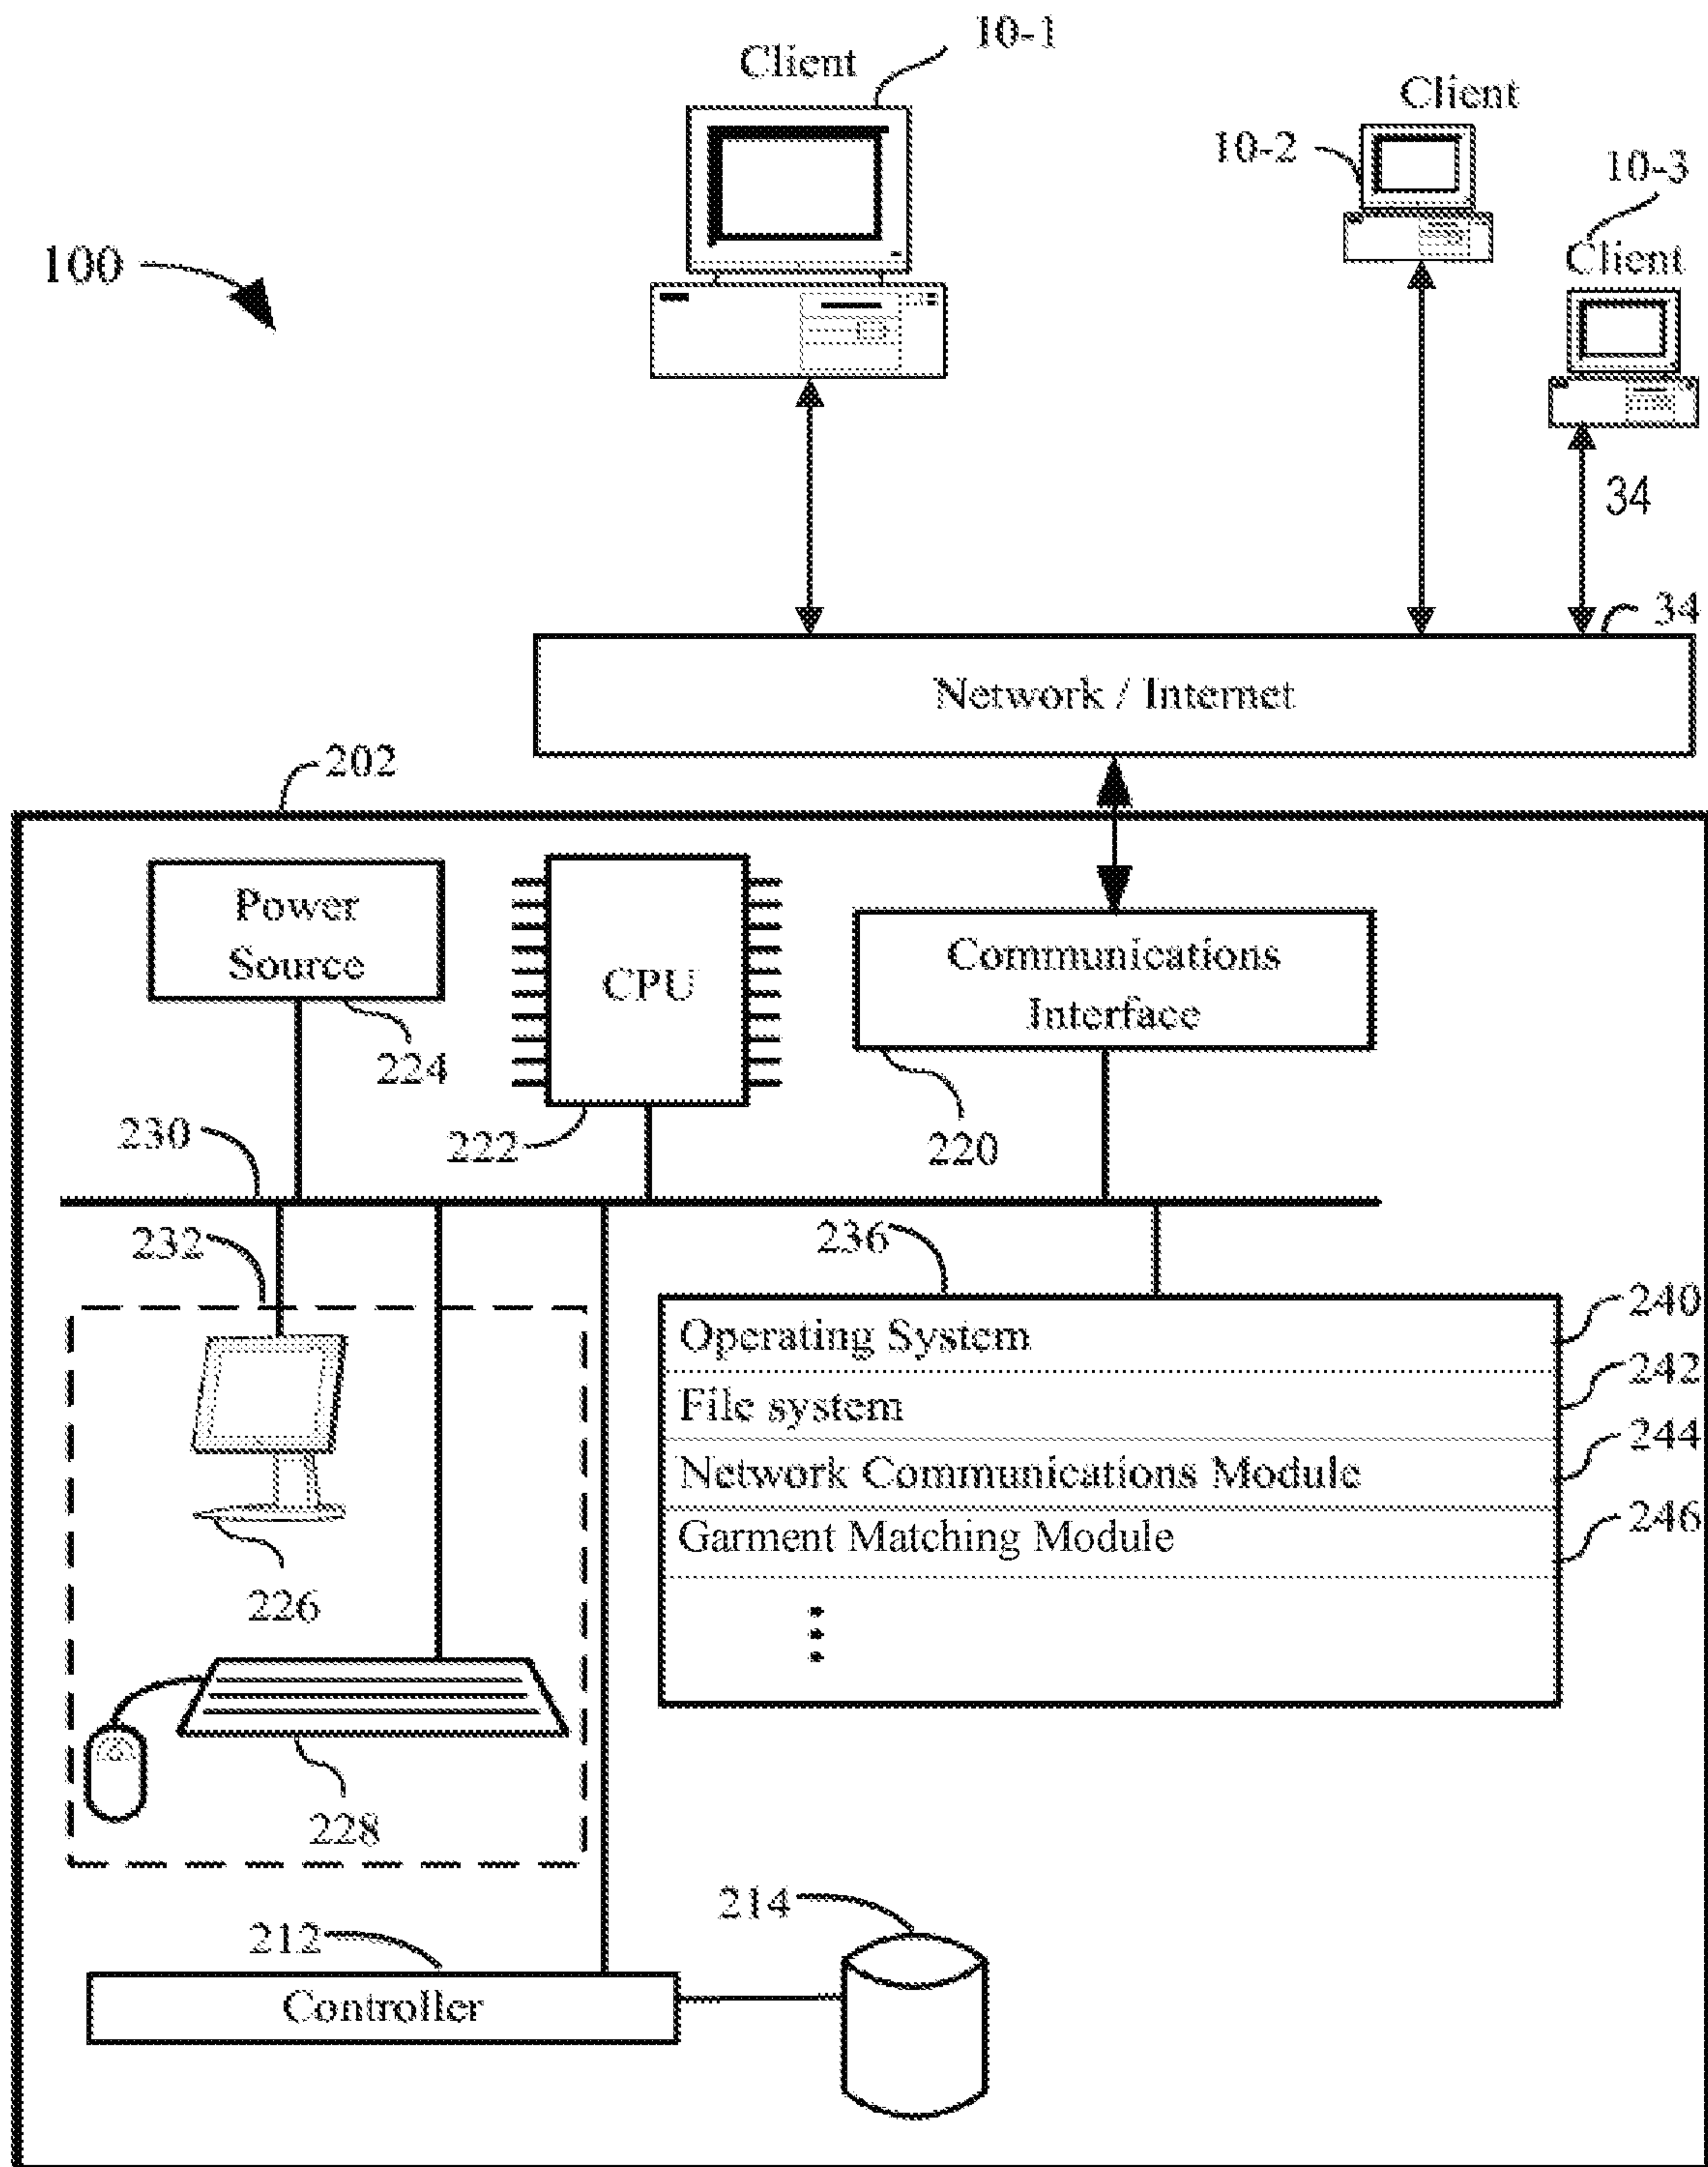 10-1
Client
Client
10-2
10-3
Client
100
34
34
Network / Internet
202
Power
Source
CPU
Communications
Interface
224
230
222
220
232
236
Operating System
240
File system
242
Network Communications Module
244
Garment Matching Module
246
226
228
214
212
Controller